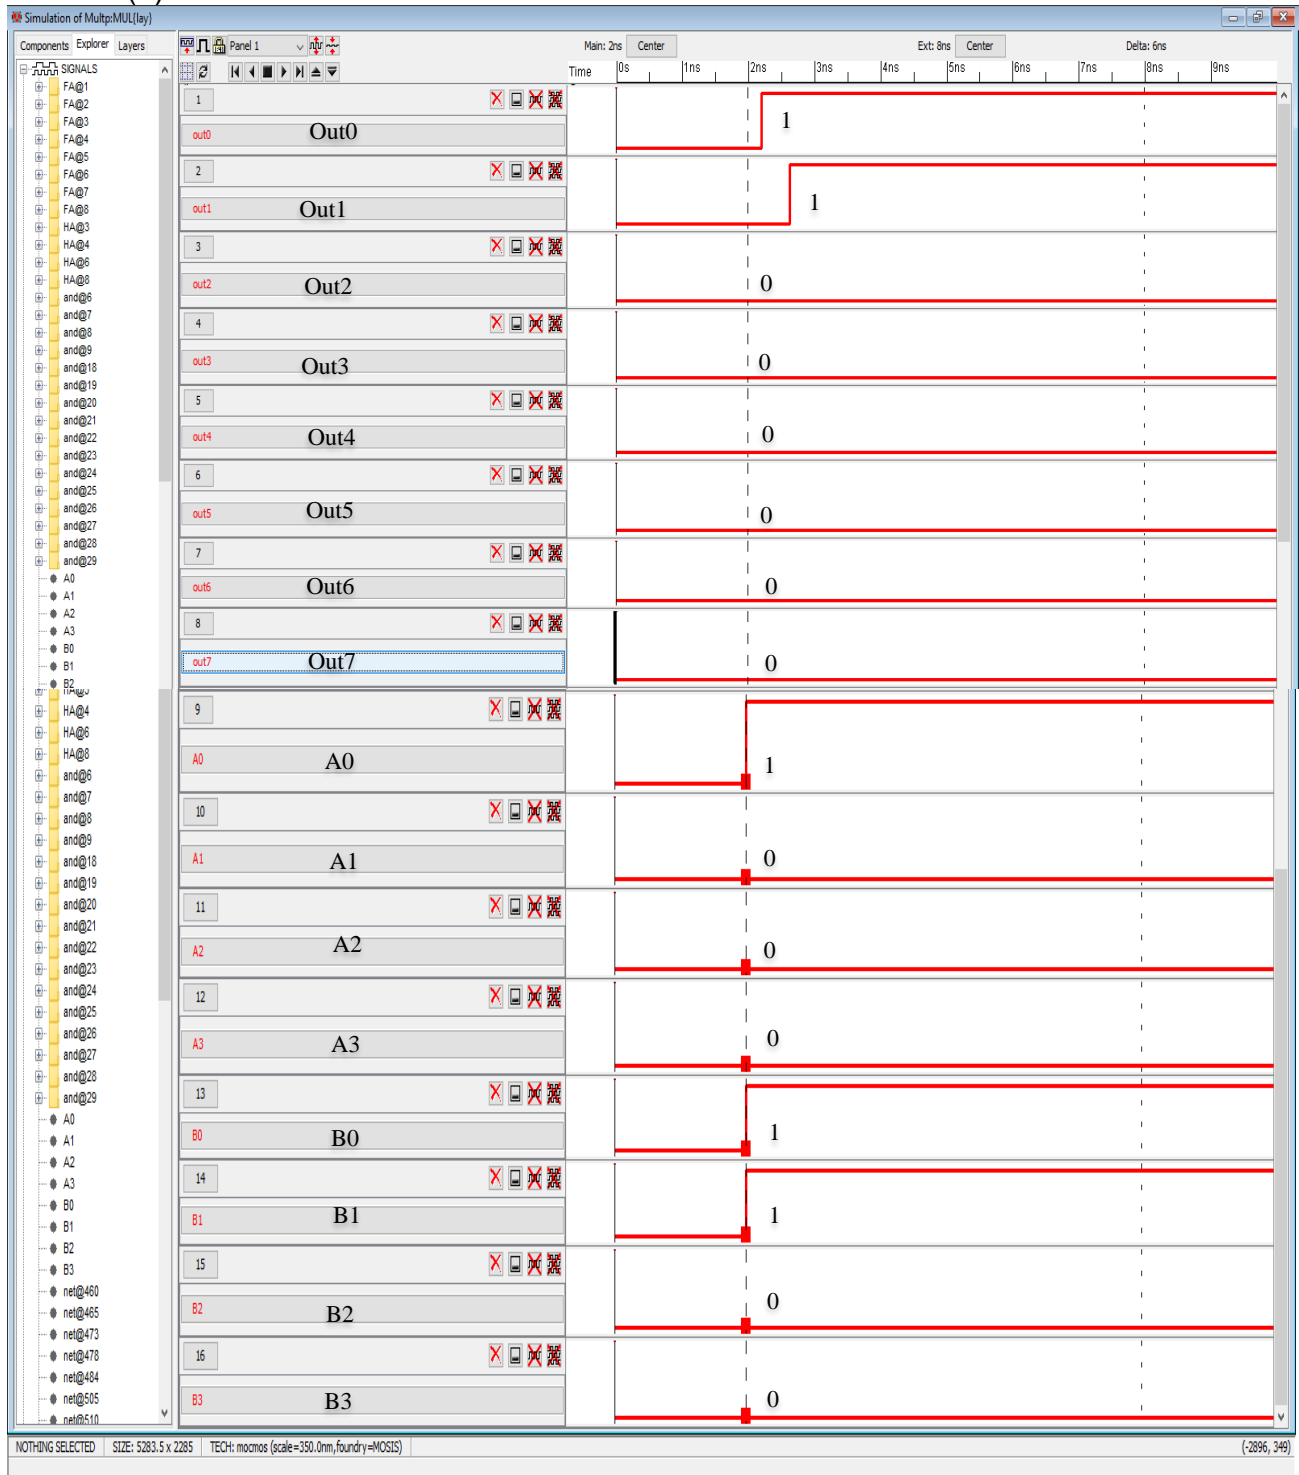 Simulation of Multp:MUL{lay}
Components Explorer Layers
Panel 1
Main: 2ns Center Ext: 8ns Center Delta: 6ns
Time 0s 1ns 2ns 3ns 4ns 5ns 6ns 7ns 8ns 9ns
SIGNALS
FA@1
FA@2
FA@3
FA@4
FA@5
FA@6
FA@7
FA@8
HA@3
HA@4
HA@6
HA@8
and@6
and@7
and@8
and@9
and@18
and@19
and@20
and@21
and@22
and@23
and@24
and@25
and@26
and@27
and@28
and@29
A0
A1
A2
A3
B0
B1
B2
HA@4
HA@6
HA@8
and@6
and@7
and@8
and@9
and@18
and@19
and@20
and@21
and@22
and@23
and@24
and@25
and@26
and@27
and@28
and@29
A0
A1
A2
A3
B0
B1
B2
B3
net@460
net@465
net@473
net@478
net@484
net@505
net@510
1
out0 Out0 1
2
out1 Out1 1
3
out2 Out2 0
4
out3 Out3 0
5
out4 Out4 0
6
out5 Out5 0
7
out6 Out6 0
8
out7 Out7 0
9
A0 A0 1
10
A1 A1 0
11
A2 A2 0
12
A3 A3 0
13
B0 B0 1
14
B1 B1 1
15
B2 B2 0
16
B3 B3 0
NOTHING SELECTED SIZE: 5283.5 x 2285 TECH: mocmos (scale=350.0nm,foundry=MOSIS) (-2896, 349)